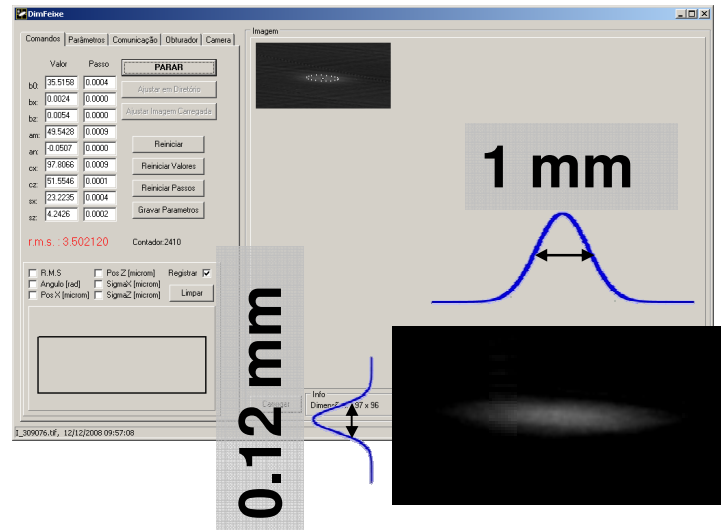 DimFeixe
Comandos Parâmetros Comunicação Obturador Camera
Imagem
Valor Passo
b0: 35.5158 0.0004
bx: 0.0024 0.0000
bz: 0.0054 0.0000
am: 49.5428 0.0009
an: -0.0507 0.0000
cx: 97.8066 0.0009
cz: 51.5546 0.0001
sx: 23.2235 0.0004
sz: 4.2426 0.0002
PARAR
Ajustar em Diretório
Ajustar Imagem Carregada
Reiniciar
Reiniciar Valores
Reiniciar Passos
Gravar Parametros
r.m.s. : 3.502120
Contador:2410
R.M.S Pos Z (microm) Registrar
Angulo (rad) SigmaX (microm)
Pos X (microm) SigmaZ (microm) Limpar
1 mm
0.12 mm
Carregar
Info
97 x 96
I_309076.tif, 12/12/2008 09:57:08